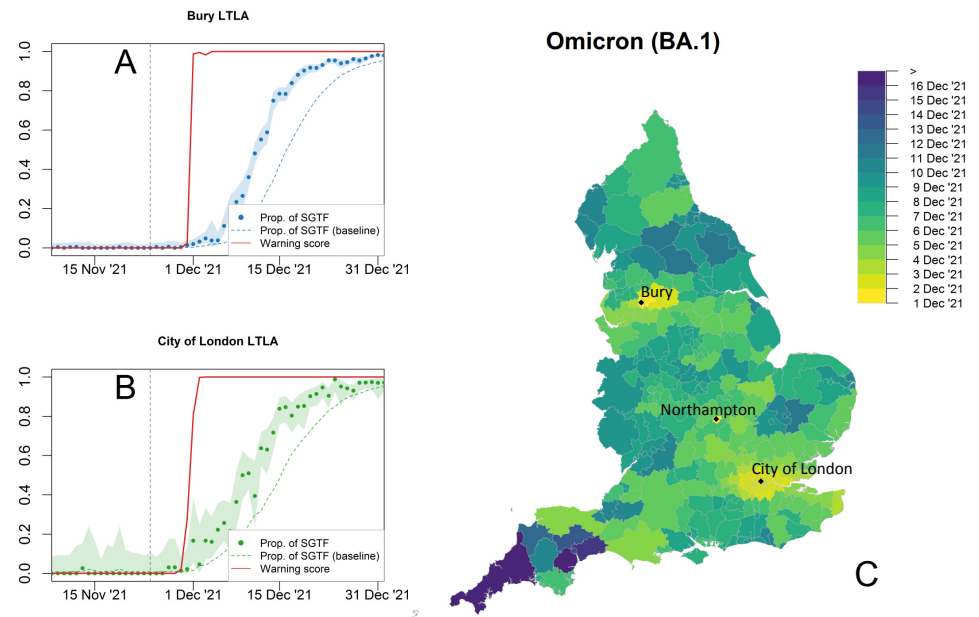 Bury LTLA
A
1.0
0.8
0.6
0.4
0.2
0.0
Prop. of SGTF
Prop. of SGTF (baseline)
Warning score
15 Nov '21
1 Dec '21
15 Dec '21
31 Dec '21
City of London LTLA
B
1.0
0.8
0.6
0.4
0.2
0.0
Prop. of SGTF
Prop. of SGTF (baseline)
Warning score
15 Nov '21
1 Dec '21
15 Dec '21
31 Dec '21
Omicron (BA.1)
>
16 Dec '21
15 Dec '21
14 Dec '21
13 Dec '21
12 Dec '21
11 Dec '21
10 Dec '21
9 Dec '21
8 Dec '21
7 Dec '21
6 Dec '21
5 Dec '21
4 Dec '21
3 Dec '21
2 Dec '21
1 Dec '21
Bury
Northampton
City of London
C